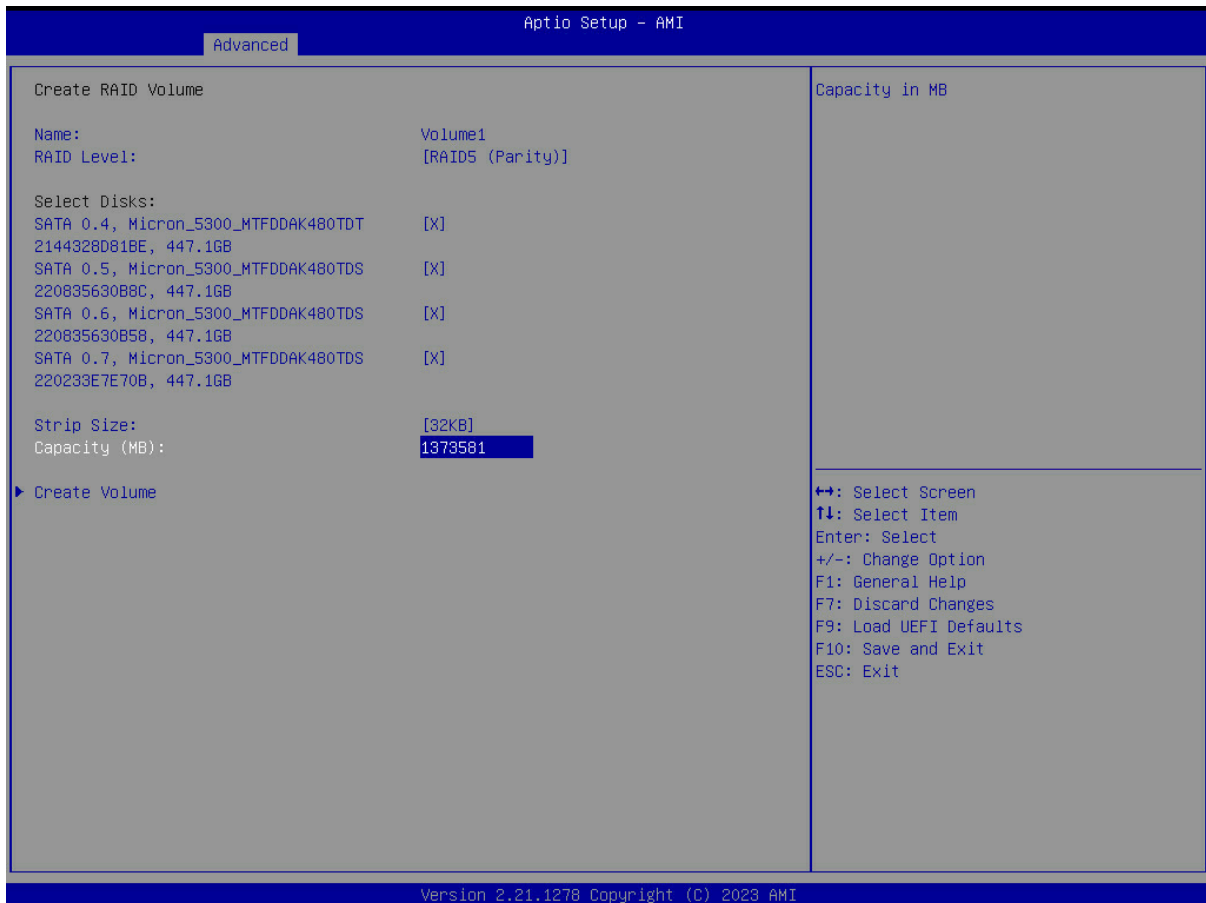 Aptio Setup - AMI
Advanced
Create RAID Volume
Name: Volume1
RAID Level: [RAID5 (Parity)]
Select Disks:
SATA 0.4, Micron_5300_MTFDDAK480TDT [X]
2144328D81BE, 447.1GB
SATA 0.5, Micron_5300_MTFDDAK480TDS [X]
220835630B8C, 447.1GB
SATA 0.6, Micron_5300_MTFDDAK480TDS [X]
220835630B58, 447.1GB
SATA 0.7, Micron_5300_MTFDDAK480TDS [X]
220233E7E70B, 447.1GB
Strip Size: [32KB]
Capacity (MB): 1373581
Create Volume
Capacity in MB
↔: Select Screen
↑↓: Select Item
Enter: Select
+/-: Change Option
F1: General Help
F7: Discard Changes
F9: Load UEFI Defaults
F10: Save and Exit
ESC: Exit
Version 2.21.1278 Copyright (C) 2023 AMI